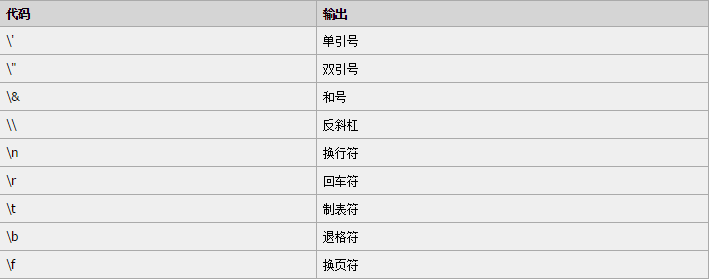 代码 输出
\' 单引号
\" 双引号
\& 和号
\\ 反斜杠
\n 换行符
\r 回车符
\t 制表符
\b 退格符
\f 换页符